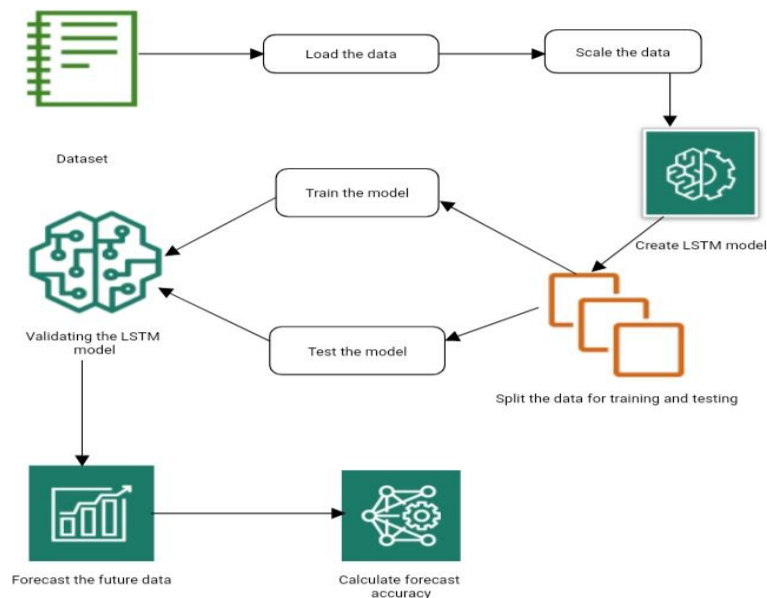 Load the data
Scale the data
Dataset
Train the model
Create LSTM model
Validating the LSTM
model
Test the model
Split the data for training and testing
Forecast the future data
Calculate forecast
accuracy